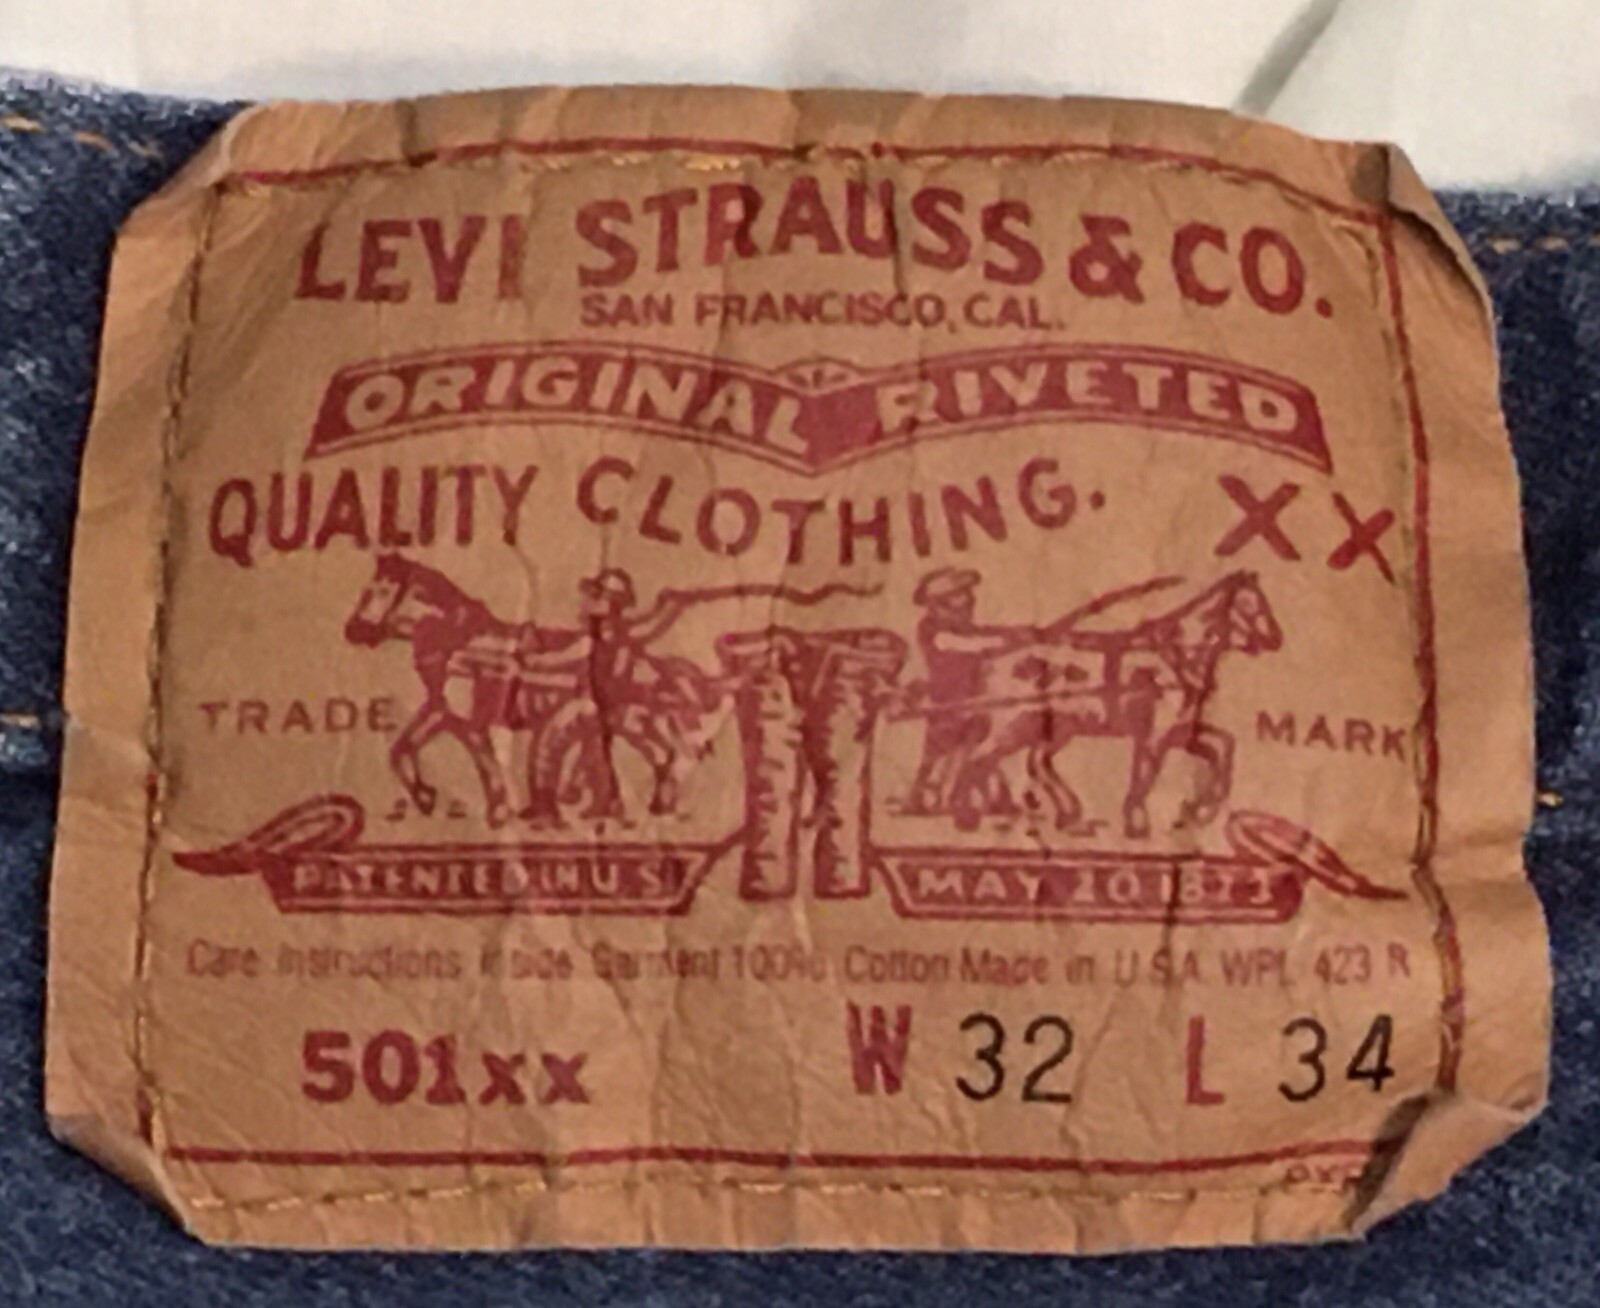 LEVI STRAUSS & CO.
SAN FRANCISCO, CAL.
ORIGINAL RIVETED
QUALITY CLOTHING. XX
TRADE MARK
PATENTED IN U S MAY 20 1873
Care Instructions Inside Garment 100% Cotton Made in U.S.A. WPL 423 R
501xx W 32 L 34